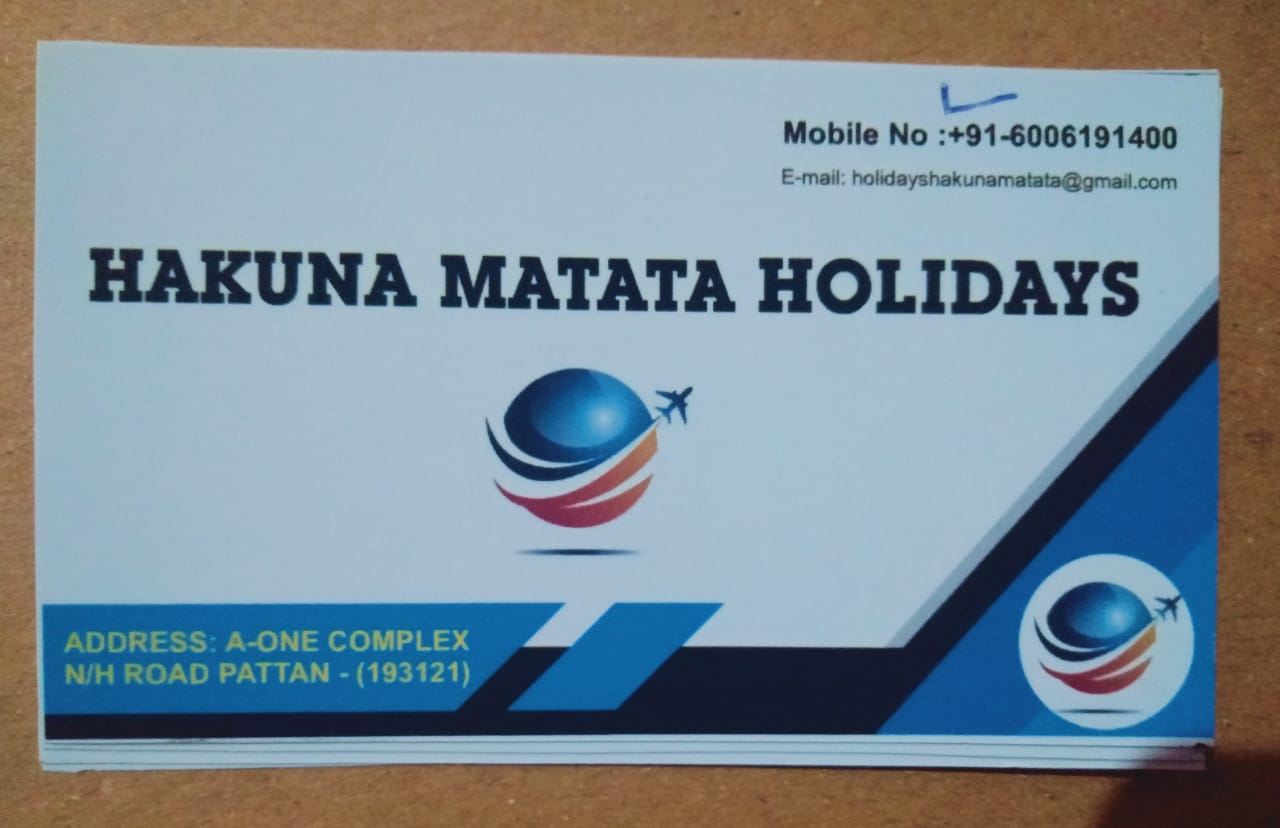 Mobile No :+91-6006191400
E-mail: holidayshakunamatata@gmail.com
HAKUNA MATATA HOLIDAYS
ADDRESS: A-ONE COMPLEX
N/H ROAD PATTAN - (193121)